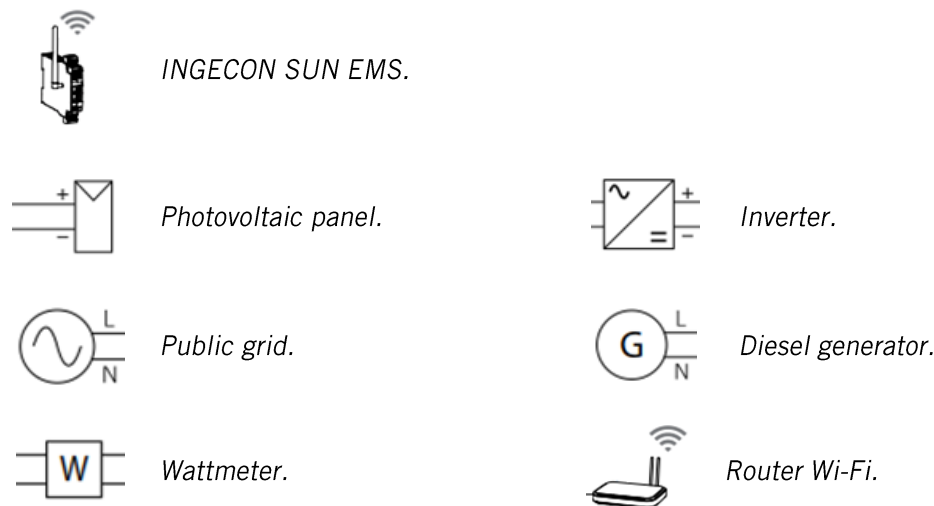 INGECON SUN EMS.
+
−
Photovoltaic panel.
+
−
Inverter.
L
N
Public grid.
G
L
N
Diesel generator.
W
Wattmeter.
Router Wi-Fi.